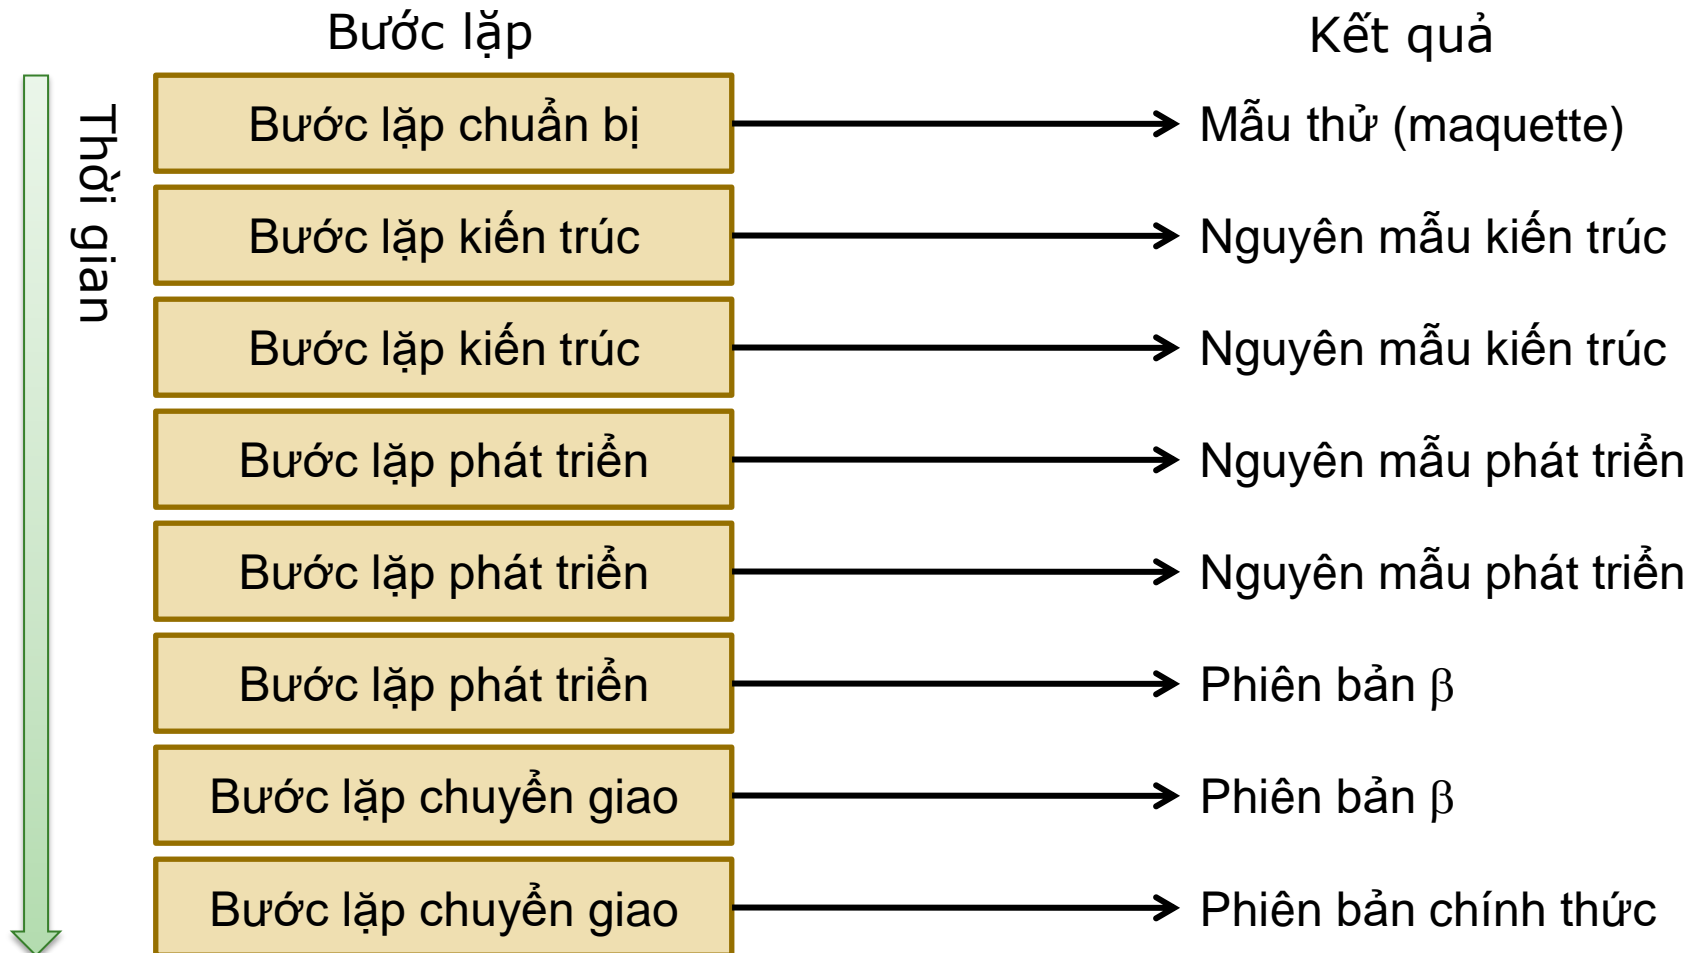 Bước lặp
Kết quả
Thời gian
Bước lặp chuẩn bị
Mẫu thử (maquette)
Bước lặp kiến trúc
Nguyên mẫu kiến trúc
Bước lặp kiến trúc
Nguyên mẫu kiến trúc
Bước lặp phát triển
Nguyên mẫu phát triển
Bước lặp phát triển
Nguyên mẫu phát triển
Bước lặp phát triển
Phiên bản β
Bước lặp chuyển giao
Phiên bản β
Bước lặp chuyển giao
Phiên bản chính thức